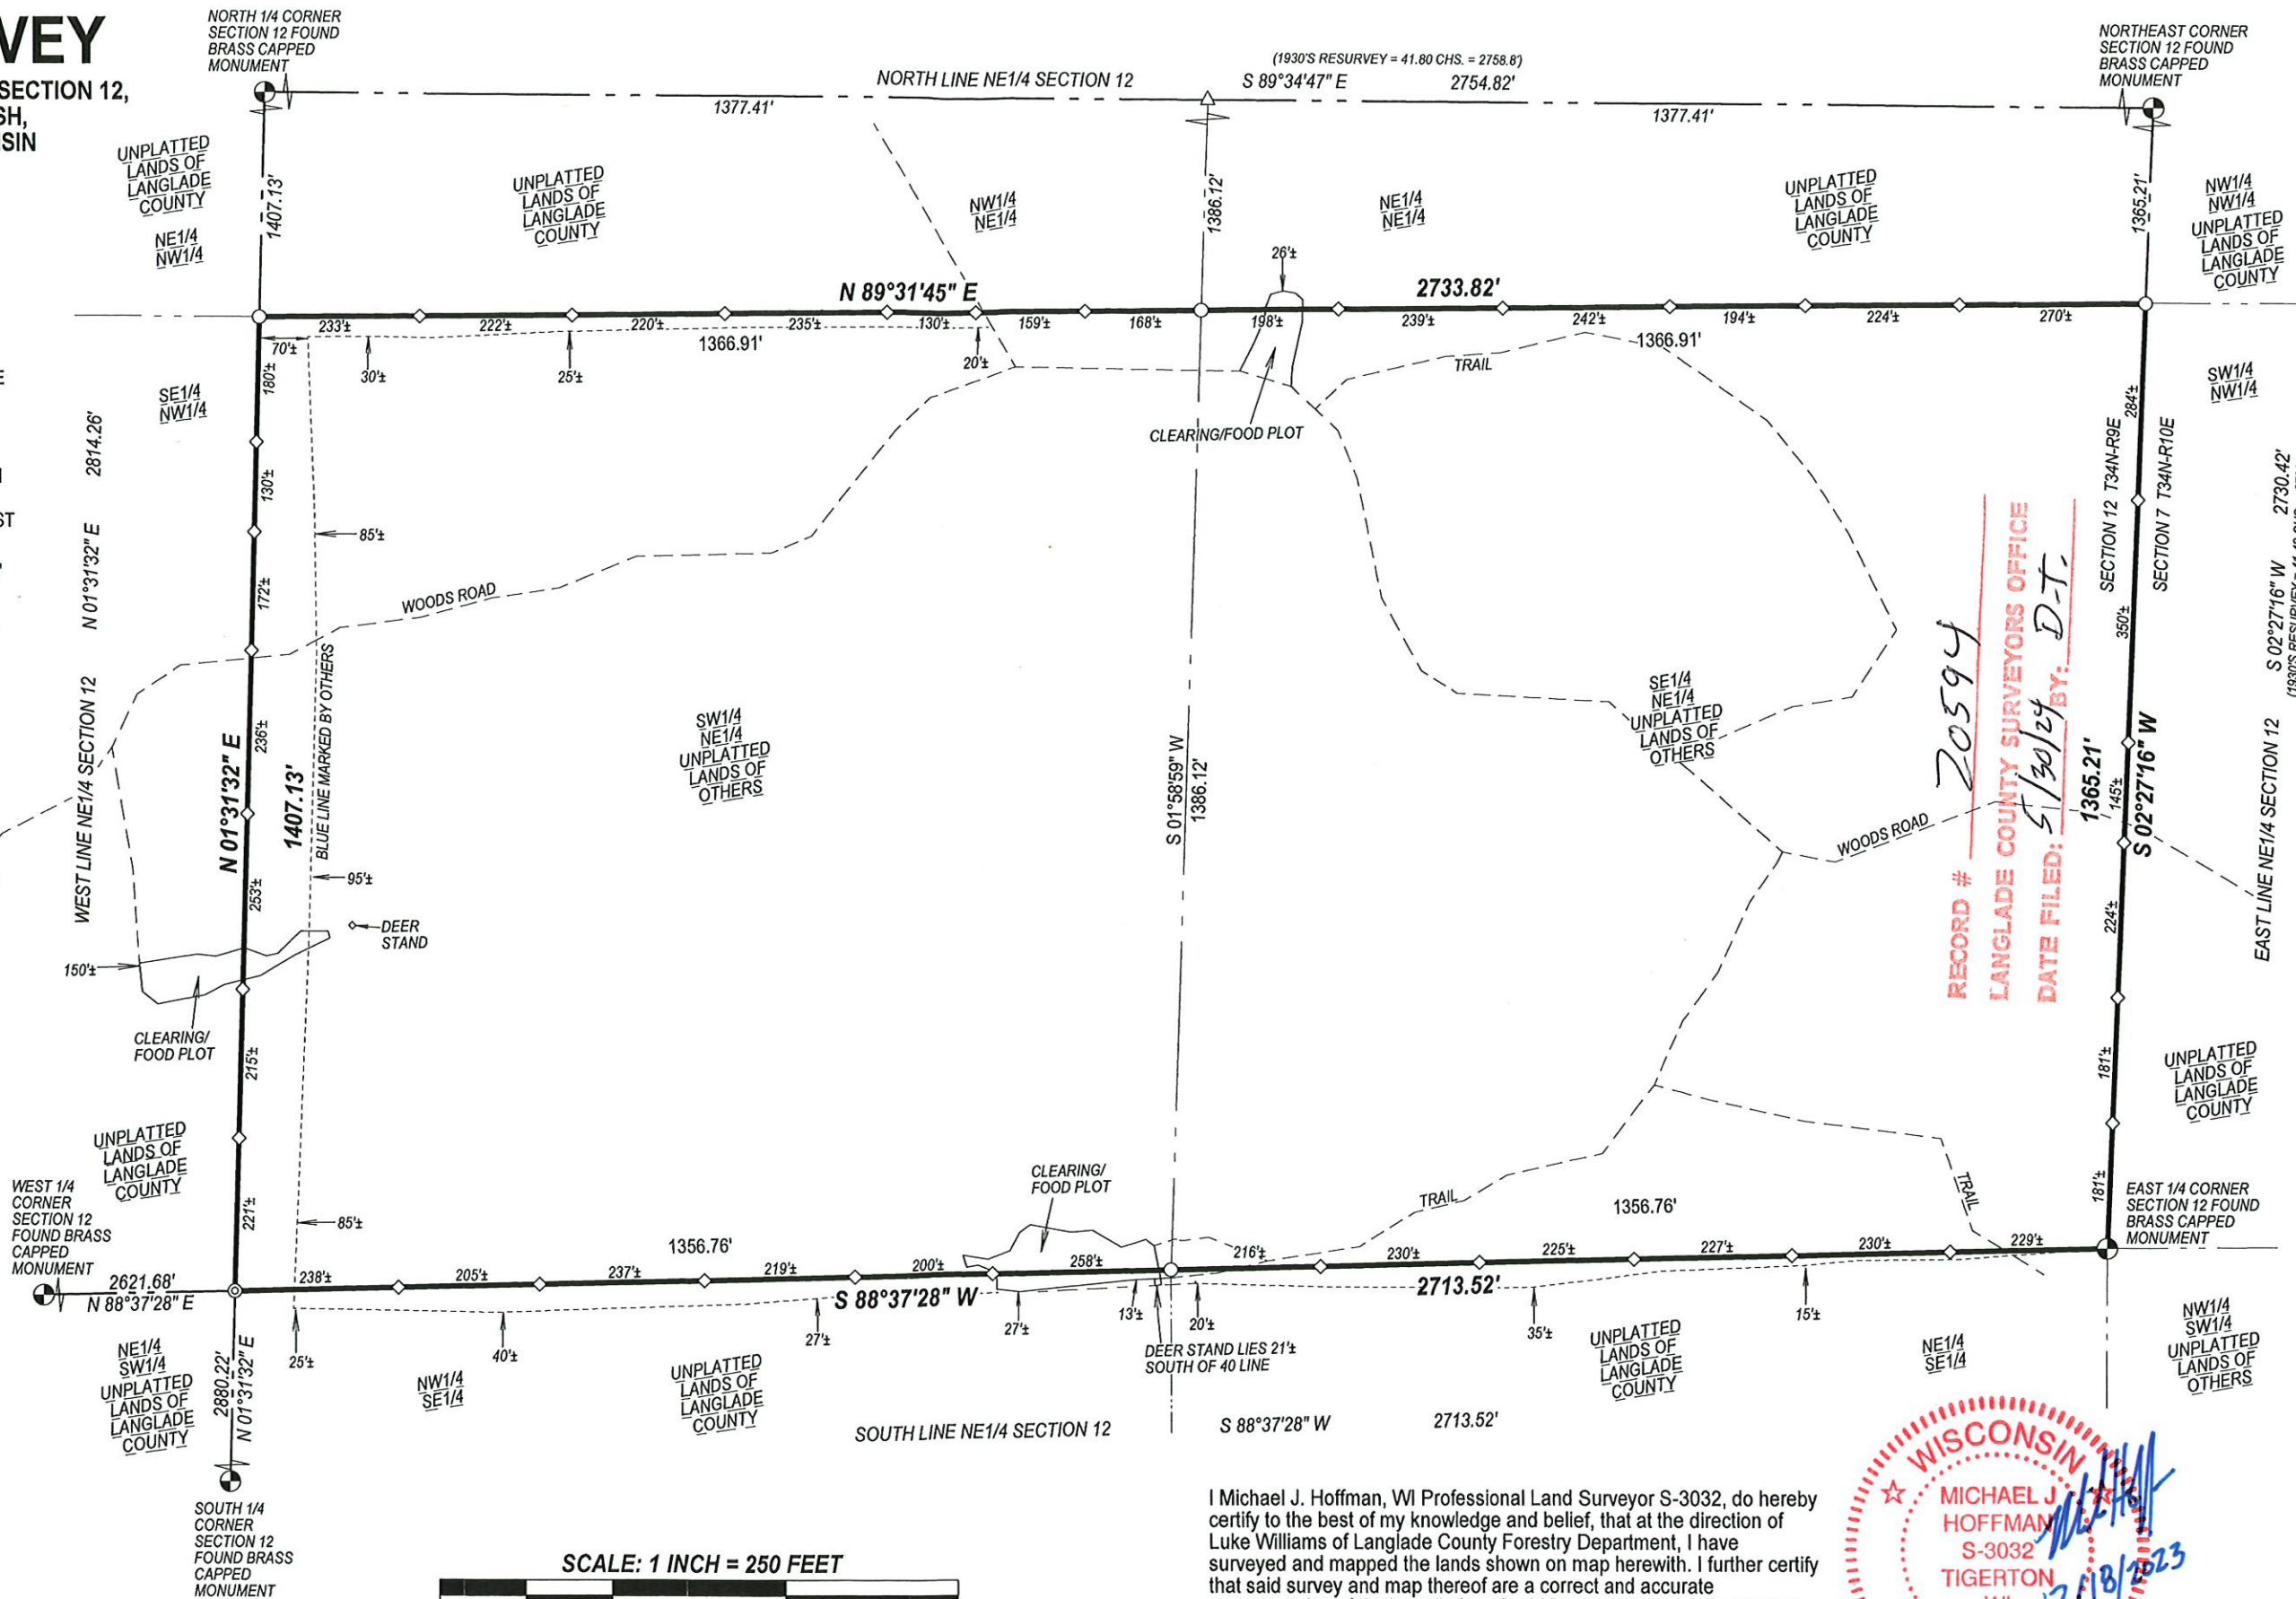 VEY
SECTION 12,
SH,
SIN
NORTH 1/4 CORNER
SECTION 12 FOUND
BRASS CAPPED
MONUMENT
NORTH LINE NE1/4 SECTION 12
(1930'S RESURVEY = 41.80 CHS. = 2758.8')
S 89°34'47" E
2754.82'
NORTHEAST CORNER
SECTION 12 FOUND
BRASS CAPPED
MONUMENT
1377.41'
1377.41'
UNPLATTED
LANDS OF
LANGLADE
COUNTY
NE1/4
NW1/4
1407.13'
UNPLATTED
LANDS OF
LANGLADE
COUNTY
NW1/4
NE1/4
1386.12'
NE1/4
NE1/4
UNPLATTED
LANDS OF
LANGLADE
COUNTY
1365.21'
NW1/4
NW1/4
UNPLATTED
LANDS OF
LANGLADE
COUNTY
26'±
N 89°31'45" E
2733.82'
233'±
222'±
220'±
235'±
130'±
159'±
168'±
198'±
239'±
242'±
194'±
224'±
270'±
70'±
1366.91'
1366.91'
30'±
25'±
20'±
TRAIL
CLEARING/FOOD PLOT
SE1/4
NW1/4
SW1/4
NW1/4
E
ST
WEST LINE NE1/4 SECTION 12
N 01°31'32" E
2814.26'
180'±
130'±
172'±
236'±
253'±
215'±
221'±
N 01°31'32" E
1407.13'
BLUE LINE MARKED BY OTHERS
85'±
95'±
85'±
WOODS ROAD
DEER
STAND
150'±
CLEARING/
FOOD PLOT
SW1/4
NE1/4
UNPLATTED
LANDS OF
OTHERS
S 01°58'59" W
1386.12'
SE1/4
NE1/4
UNPLATTED
LANDS OF
OTHERS
WOODS ROAD
RECORD # 20594
LANGLADE COUNTY SURVEYORS OFFICE
DATE FILED: 5/30/24 BY: D.T.
284'±
350'±
145'±
224'±
181'±
181'±
SECTION 12 T34N-R9E
SECTION 7 T34N-R10E
1365.21'
S 02°27'16" W
EAST LINE NE1/4 SECTION 12
S 02°27'16" W
2730.42'
UNPLATTED
LANDS OF
LANGLADE
COUNTY
UNPLATTED
LANDS OF
LANGLADE
COUNTY
WEST 1/4
CORNER
SECTION 12
FOUND BRASS
CAPPED
MONUMENT
2621.68'
N 88°37'28" E
CLEARING/
FOOD PLOT
TRAIL
TRAIL
1356.76'
1356.76'
EAST 1/4 CORNER
SECTION 12 FOUND
BRASS CAPPED
MONUMENT
238'±
205'±
237'±
219'±
200'±
258'±
216'±
230'±
225'±
227'±
230'±
229'±
S 88°37'28" W
2713.52'
25'±
40'±
27'±
27'±
13'±
20'±
35'±
15'±
DEER STAND LIES 21'±
SOUTH OF 40 LINE
NE1/4
SW1/4
UNPLATTED
LANDS OF
LANGLADE
COUNTY
2880.22'
N 01°31'32" E
NW1/4
SE1/4
UNPLATTED
LANDS OF
LANGLADE
COUNTY
UNPLATTED
LANDS OF
LANGLADE
COUNTY
NE1/4
SE1/4
NW1/4
SW1/4
UNPLATTED
LANDS OF
OTHERS
SOUTH LINE NE1/4 SECTION 12
S 88°37'28" W
2713.52'
SOUTH 1/4
CORNER
SECTION 12
FOUND BRASS
CAPPED
MONUMENT
SCALE: 1 INCH = 250 FEET
I Michael J. Hoffman, WI Professional Land Surveyor S-3032, do hereby
certify to the best of my knowledge and belief, that at the direction of
Luke Williams of Langlade County Forestry Department, I have
surveyed and mapped the lands shown on map herewith. I further certify
that said survey and map thereof are a correct and accurate
WISCONSIN
MICHAEL J
HOFFMAN
S-3032
TIGERTON